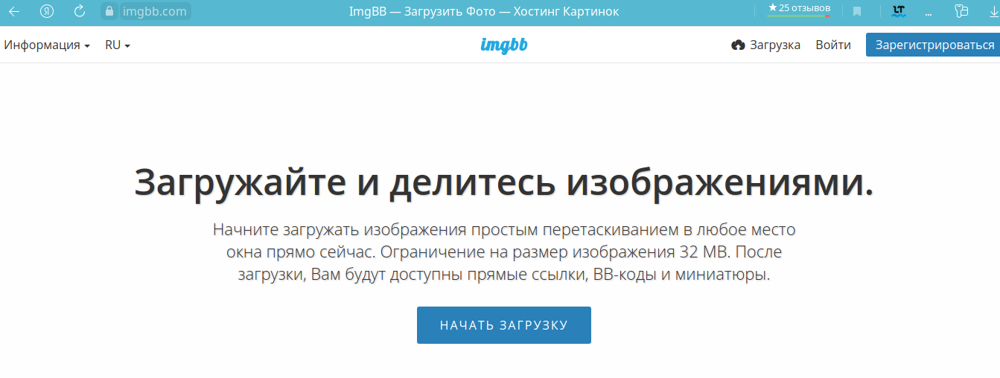 imgbb.com
ImgBB — Загрузить Фото — Хостинг Картинок
★25 отзывов
LT
...
Информация
RU
imgbb
Загрузка
Войти
Зарегистрироваться
Загружайте и делитесь изображениями.
Начните загружать изображения простым перетаскиванием в любое место
окна прямо сейчас. Ограничение на размер изображения 32 MB. После
загрузки, Вам будут доступны прямые ссылки, BB-коды и миниатюры.
НАЧАТЬ ЗАГРУЗКУ